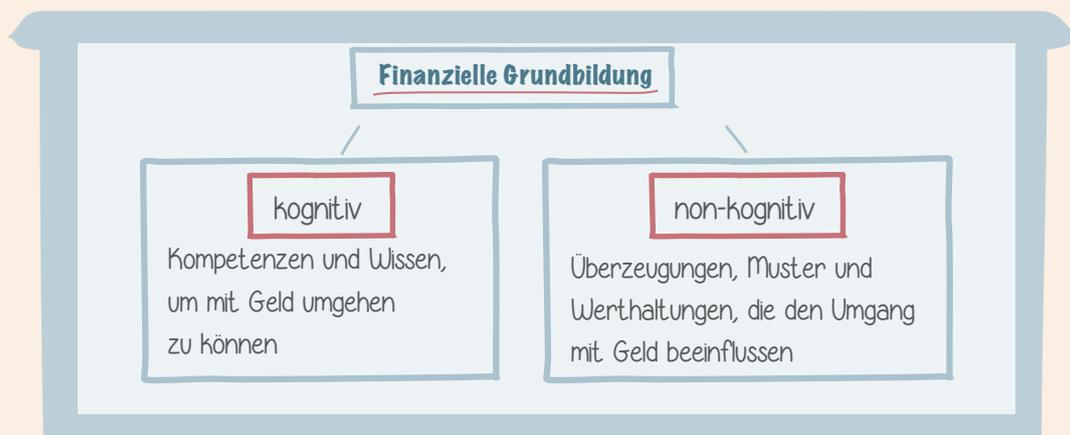 Finanzielle Grundbildung
kognitiv
Kompetenzen und Wissen,
um mit Geld umgehen
zu können
non-kognitiv
Überzeugungen, Muster und
Werthaltungen, die den Umgang
mit Geld beeinflussen